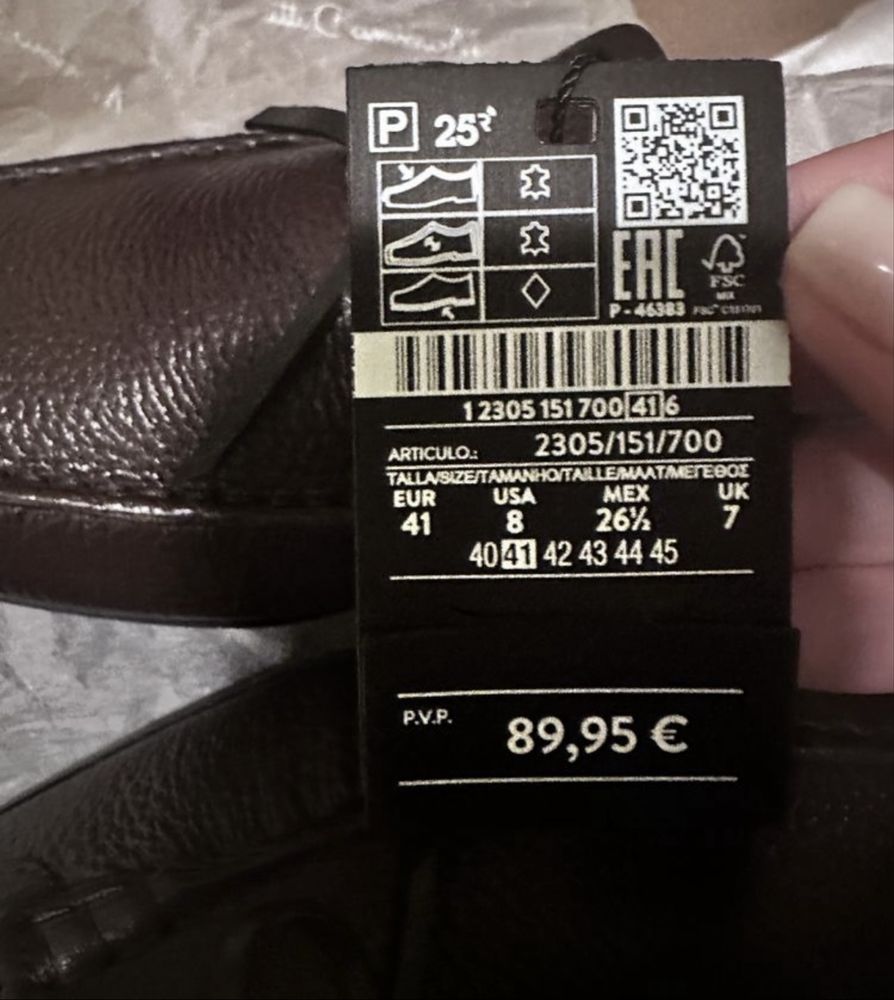 P 25
EAC
FSC
MIX
P-46383
1 2305 151 700 41 6
ARTICULO.: 2305/151/700
TALLA/SIZE/TAMANHO/TAILLE/MAAT/ΜΕΓΕΘΟΣ
EUR USA MEX UK
41 8 26½ 7
40 41 42 43 44 45
P.V.P. 89,95 €